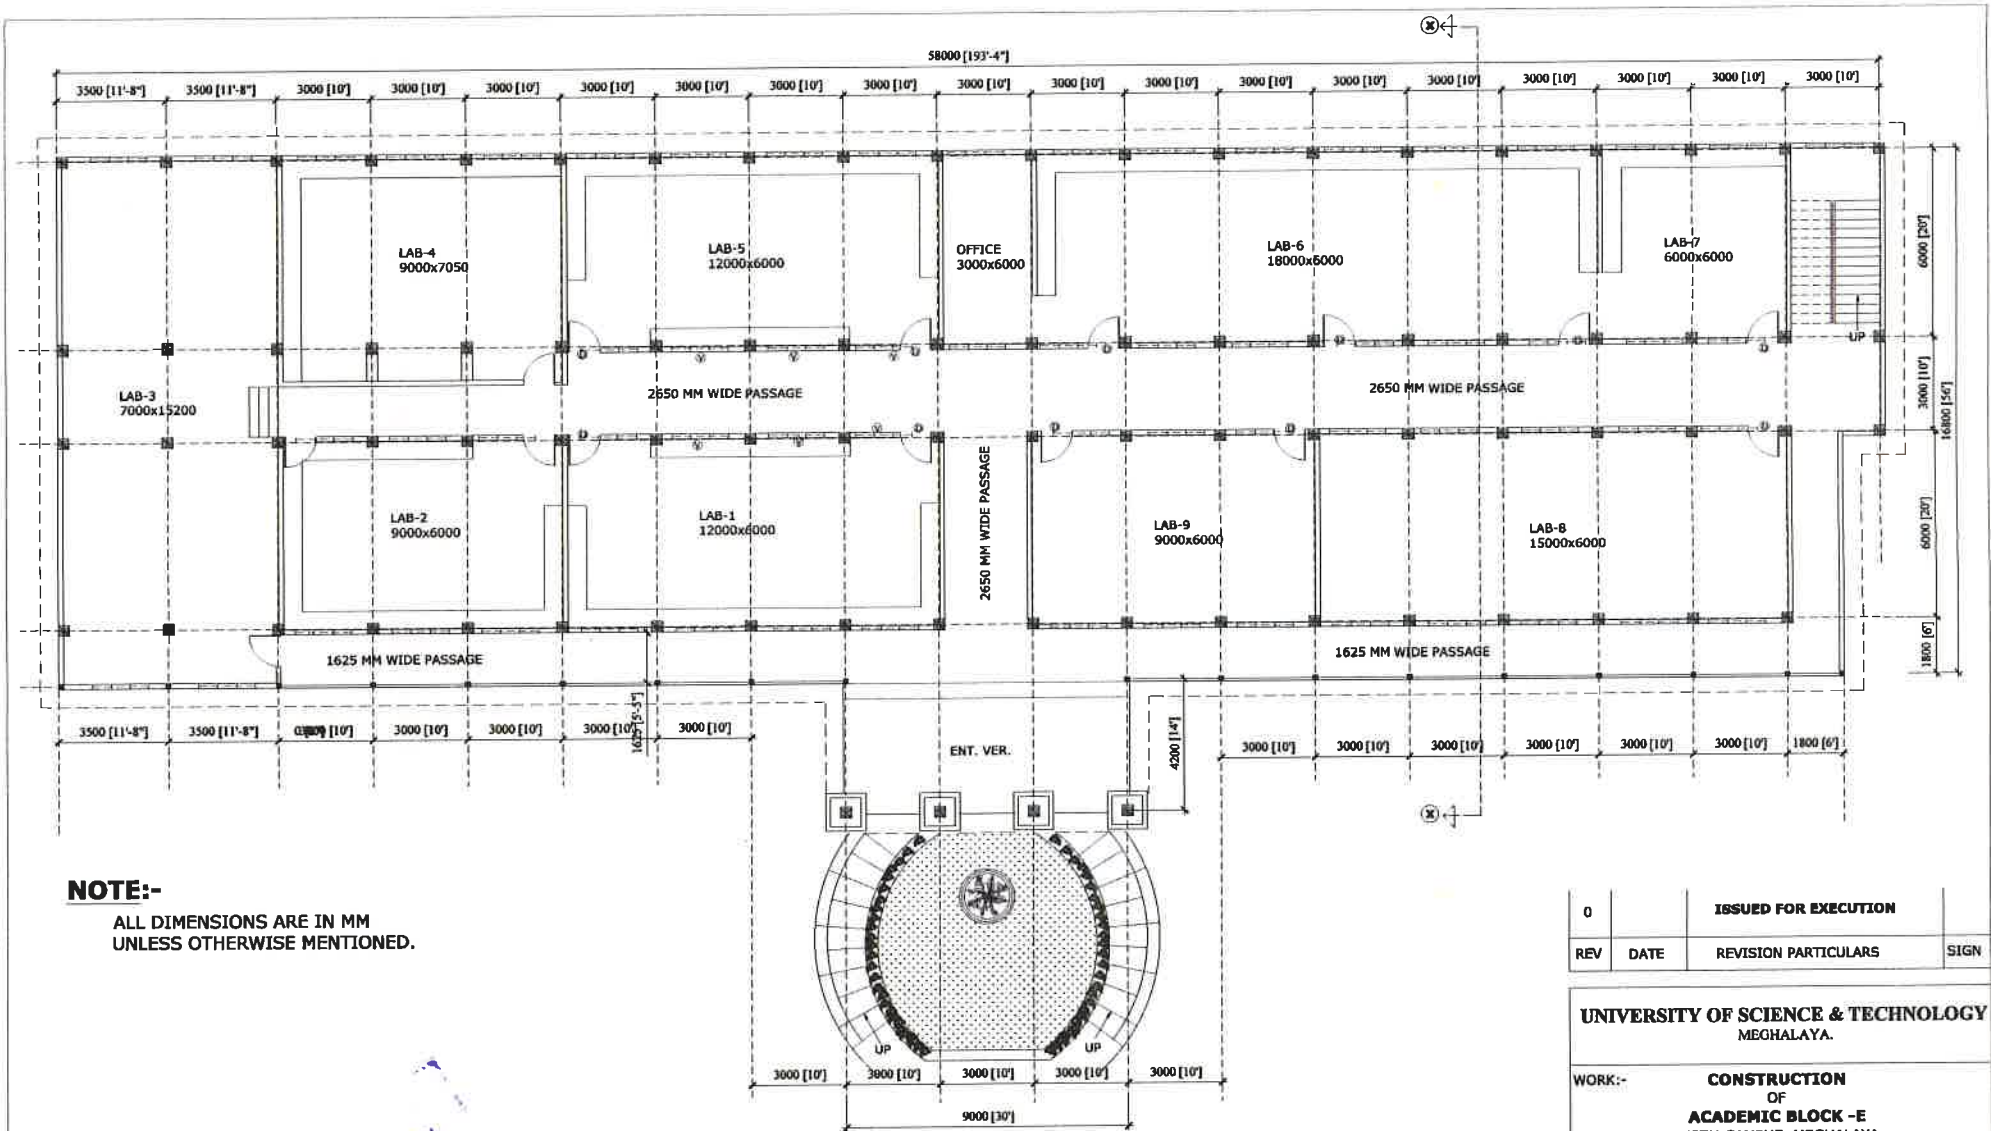 58000 [193'-4"]
3500 [11'-8"] 3500 [11'-8"] 3000 [10'] 3000 [10'] 3000 [10'] 3000 [10'] 3000 [10'] 3000 [10'] 3000 [10'] 3000 [10'] 3000 [10'] 3000 [10'] 3000 [10'] 3000 [10'] 3000 [10'] 3000 [10'] 3000 [10'] 3000 [10'] 3000 [10']
LAB-4
9000x7050
LAB-5
12000x6000
OFFICE
3000x6000
LAB-6
18000x6000
LAB-7
6000x6000
6000 [20']
UP
LAB-3
7000x15200
2650 MM WIDE PASSAGE
2650 MM WIDE PASSAGE
3000 [10']
16800 [56']
LAB-2
9000x6000
LAB-1
12000x6000
2650 MM WIDE PASSAGE
LAB-9
9000x6000
LAB-8
15000x6000
6000 [20']
1625 MM WIDE PASSAGE
1625 MM WIDE PASSAGE
1800 [6']
3500 [11'-8"] 3500 [11'-8"] [10'] 3000 [10'] 3000 [10'] 3000 [10'] 1625 [5'-5"] 3000 [10']
ENT. VER.
4200 [14']
3000 [10'] 3000 [10'] 3000 [10'] 3000 [10'] 3000 [10'] 3000 [10'] 1800 [6']
X
X
NOTE:-
ALL DIMENSIONS ARE IN MM
UNLESS OTHERWISE MENTIONED.
UP UP
3000 [10'] 3000 [10'] 3000 [10'] 3000 [10'] 3000 [10']
9000 [30']
0 ISSUED FOR EXECUTION
REV DATE REVISION PARTICULARS SIGN
UNIVERSITY OF SCIENCE & TECHNOLOGY
MEGHALAYA.
WORK:- CONSTRUCTION
OF
ACADEMIC BLOCK -E